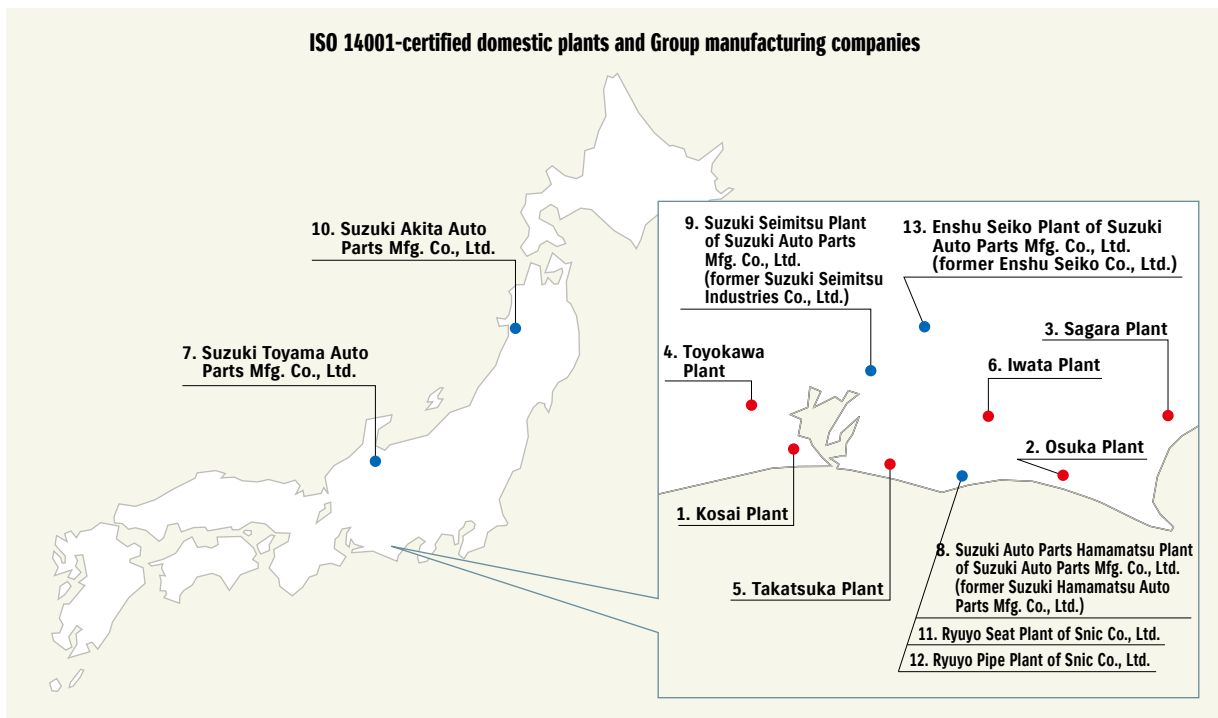 ISO 14001-certified domestic plants and Group manufacturing companies
10. Suzuki Akita Auto
Parts Mfg. Co., Ltd.
7. Suzuki Toyama Auto
Parts Mfg. Co., Ltd.
9. Suzuki Seimitsu Plant
of Suzuki Auto Parts
Mfg. Co., Ltd.
(former Suzuki Seimitsu
Industries Co., Ltd.)
13. Enshu Seiko Plant of Suzuki
Auto Parts Mfg. Co., Ltd.
(former Enshu Seiko Co., Ltd.)
3. Sagara Plant
4. Toyokawa
Plant
6. Iwata Plant
2. Osuka Plant
1. Kosai Plant
5. Takatsuka Plant
8. Suzuki Auto Parts Hamamatsu Plant
of Suzuki Auto Parts Mfg. Co., Ltd.
(former Suzuki Hamamatsu Auto
Parts Mfg. Co., Ltd.)
11. Ryuyo Seat Plant of Snic Co., Ltd.
12. Ryuyo Pipe Plant of Snic Co., Ltd.